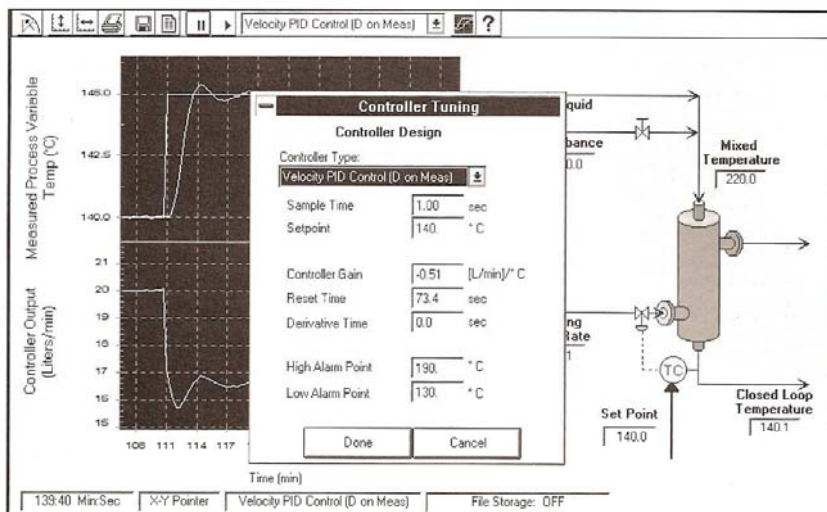 Velocity PID Control (D on Meas)
?
Measured Process Variable
Temp (°C)
145.0
142.5
140.0
Controller Output
(Liters/min)
21
20
19
18
17
16
15
108 111 114 117
Time (min)
Controller Tuning
Controller Design
Controller Type:
Velocity PID Control (D on Meas)
Sample Time 1.00 sec
Setpoint 140. °C
Controller Gain -0.51 [L/min]/°C
Reset Time 73.4 sec
Derivative Time 0.0 sec
High Alarm Point 190. °C
Low Alarm Point 130. °C
Done Cancel
quid
bance
0.0
Mixed
Temperature
220.0
ng
Rate
1
TC
Set Point
140.0
Closed Loop
Temperature
140.1
139:40 Min:Sec X-Y Pointer Velocity PID Control (D on Meas) File Storage: OFF